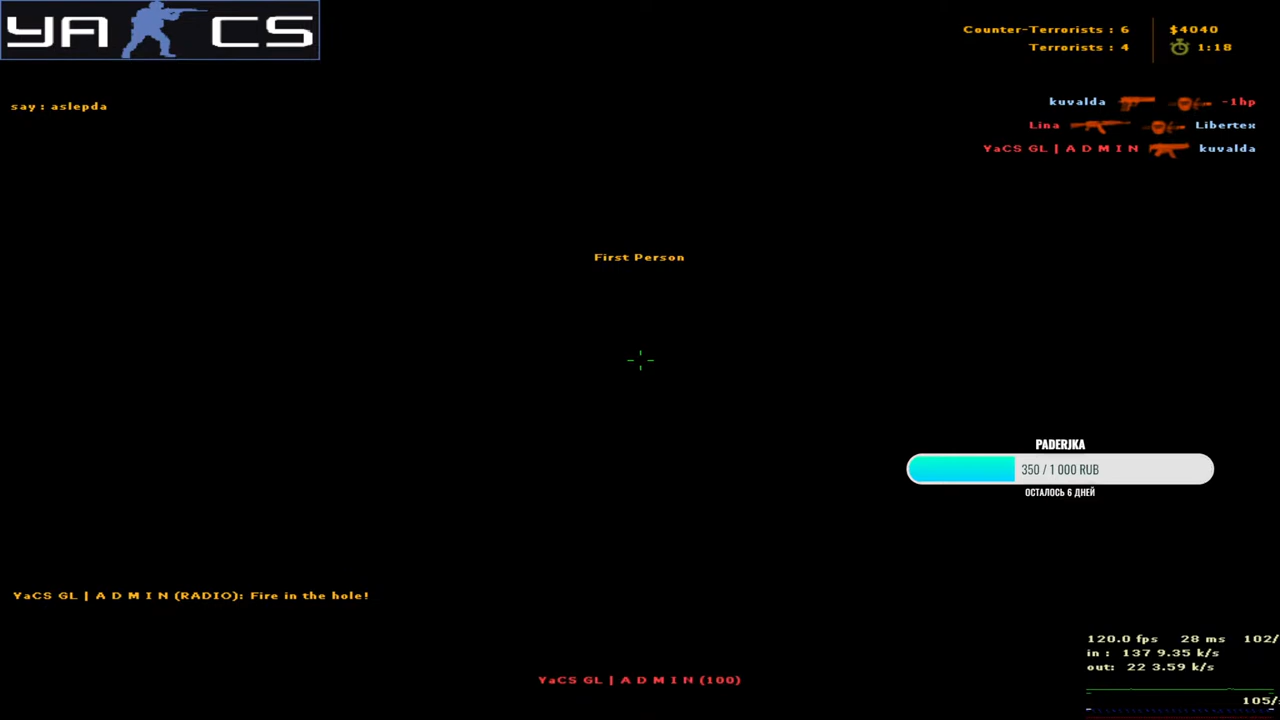 YA CS
Counter-Terrorists : 6
$4040
Terrorists : 4
1:18
say : aslepda
kuvalda
-1hp
Lina
Libertex
YaCS GL | A D M I N
kuvalda
First Person
PADERJKA
350 / 1 000 RUB
ОСТАЛОСЬ 6 ДНЕЙ
YaCS GL | A D M I N (RADIO): Fire in the hole!
120.0 fps 28 ms 102/
in : 137 9.35 k/s
out: 22 3.59 k/s
YaCS GL | A D M I N (100)
105/